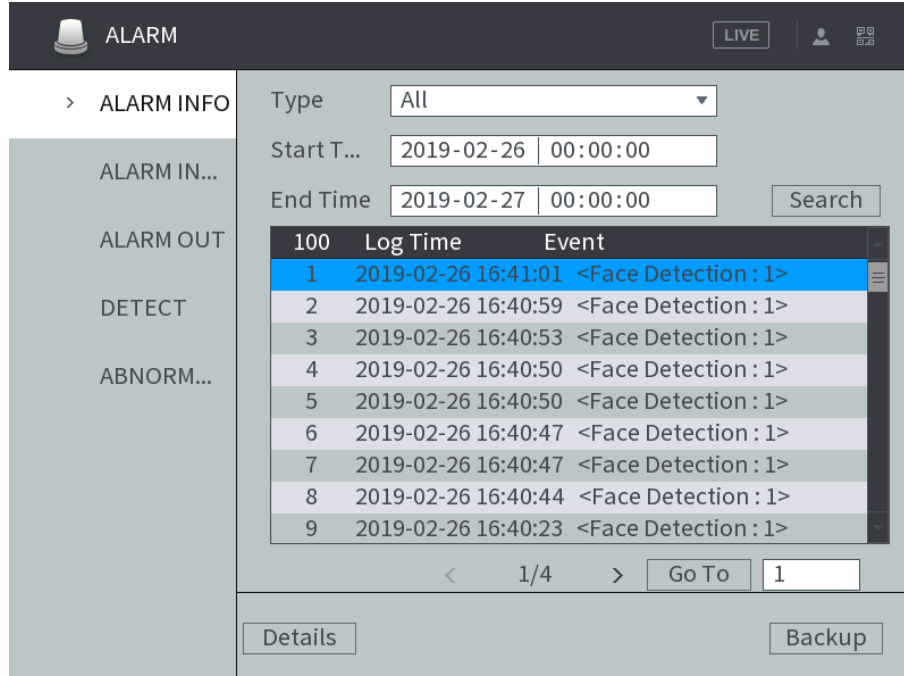 ALARM
LIVE
ALARM INFO
ALARM IN...
ALARM OUT
DETECT
ABNORM...
Type All
Start T... 2019-02-26 00:00:00
End Time 2019-02-27 00:00:00 Search
100 Log Time Event
1 2019-02-26 16:41:01 <Face Detection : 1>
2 2019-02-26 16:40:59 <Face Detection : 1>
3 2019-02-26 16:40:53 <Face Detection : 1>
4 2019-02-26 16:40:50 <Face Detection : 1>
5 2019-02-26 16:40:50 <Face Detection : 1>
6 2019-02-26 16:40:47 <Face Detection : 1>
7 2019-02-26 16:40:47 <Face Detection : 1>
8 2019-02-26 16:40:44 <Face Detection : 1>
9 2019-02-26 16:40:23 <Face Detection : 1>
< 1/4 > Go To 1
Details Backup